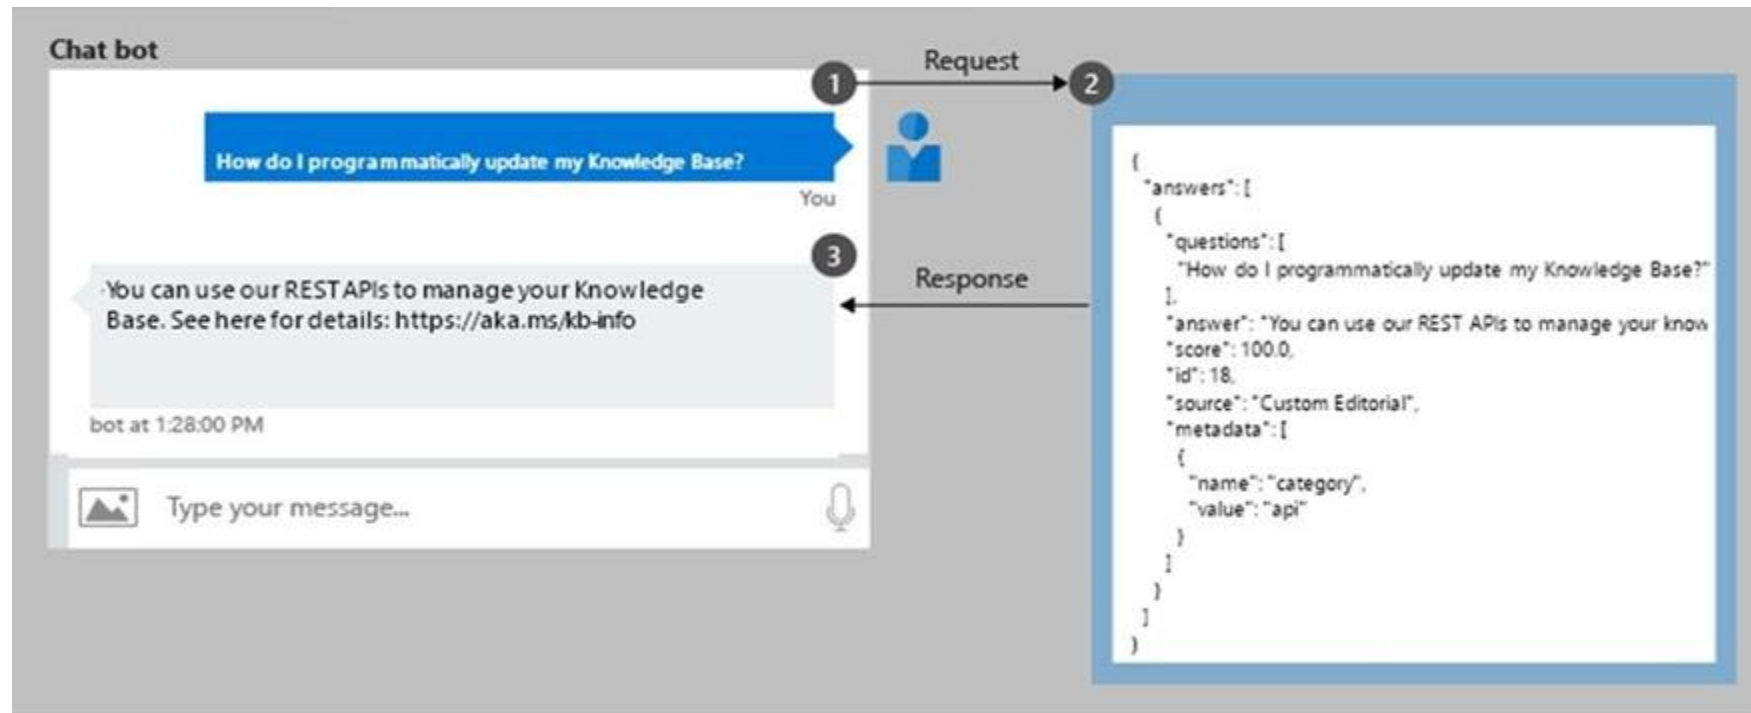 Chat bot
1
Request
2
How do I programmatically update my Knowledge Base?
You
3
Response
You can use our REST APIs to manage your Knowledge
Base. See here for details: https://aka.ms/kb-info
bot at 1:28:00 PM
Type your message...
{
"answers": [
{
"questions": [
"How do I programmatically update my Knowledge Base?"
],
"answer": "You can use our REST APIs to manage your know
"score": 100.0,
"id": 18,
"source": "Custom Editorial",
"metadata": [
{
"name": "category",
"value": "api"
}
]
}
]
}